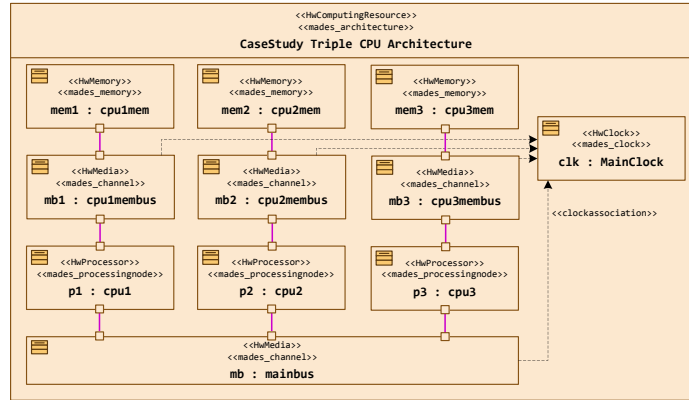 <<HwComputingResource>>
<<mades_architecture>>
CaseStudy Triple CPU Architecture
<<HwMemory>>
<<mades_memory>>
mem1 : cpu1mem
<<HwMemory>>
<<mades_memory>>
mem2 : cpu2mem
<<HwMemory>>
<<mades_memory>>
mem3 : cpu3mem
<<HwClock>>
<<mades_clock>>
clk : MainClock
<<HwMedia>>
<<mades_channel>>
mb1 : cpu1membus
<<HwMedia>>
<<mades_channel>>
mb2 : cpu2membus
<<HwMedia>>
<<mades_channel>>
mb3 : cpu3membus
<<clockassociation>>
<<HwProcessor>>
<<mades_processingnode>>
p1 : cpu1
<<HwProcessor>>
<<mades_processingnode>>
p2 : cpu2
<<HwProcessor>>
<<mades_processingnode>>
p3 : cpu3
<<HwMedia>>
<<mades_channel>>
mb : mainbus